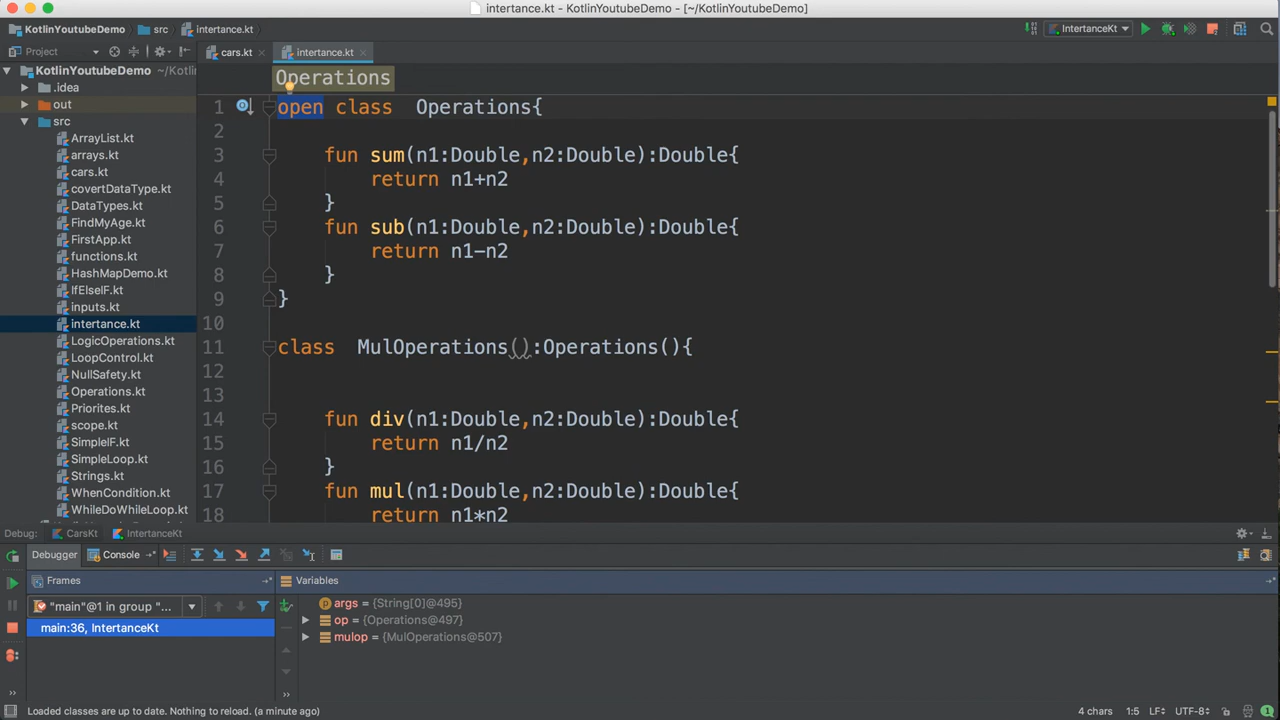 intertance.kt - KotlinYoutubeDemo - [~/KotlinYoutubeDemo]
KotlinYoutubeDemo src intertance.kt IntertanceKt
Project cars.kt intertance.kt
KotlinYoutubeDemo ~/Kotlin
.idea
out
src
ArrayList.kt
arrays.kt
cars.kt
covertDataType.kt
DataTypes.kt
FindMyAge.kt
FirstApp.kt
functions.kt
HashMapDemo.kt
IfElseIF.kt
inputs.kt
intertance.kt
LogicOperations.kt
LoopControl.kt
NullSafety.kt
Operations.kt
Priorites.kt
scope.kt
SimpleIF.kt
SimpleLoop.kt
Strings.kt
WhenCondition.kt
WhileDoWhileLoop.kt
Operations
1 open class Operations{
2
3 fun sum(n1:Double,n2:Double):Double{
4 return n1+n2
5 }
6 fun sub(n1:Double,n2:Double):Double{
7 return n1-n2
8 }
9 }
10
11 class MulOperations():Operations(){
12
13
14 fun div(n1:Double,n2:Double):Double{
15 return n1/n2
16 }
17 fun mul(n1:Double,n2:Double):Double{
18 return n1*n2
Debug: CarsKt IntertanceKt
Debugger Console
Frames Variables
"main"@1 in group "...
main:36, IntertanceKt
args = {String[0]@495}
op = {Operations@497}
mulop = {MulOperations@507}
Loaded classes are up to date. Nothing to reload. (a minute ago) 4 chars 1:5 LF UTF-8 1